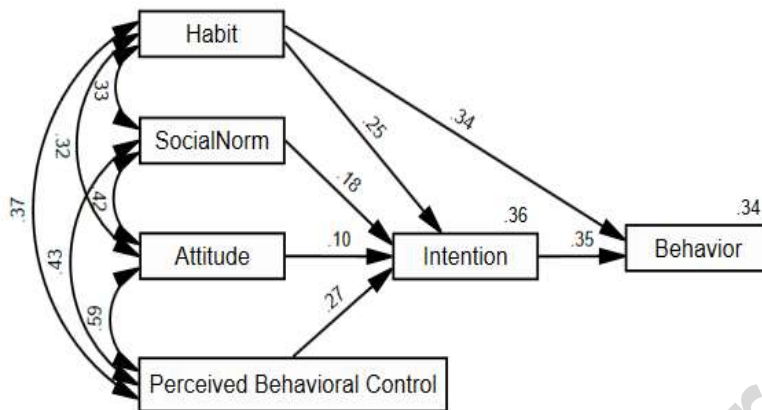 Habit
.33
.34
.25
SocialNorm
.32
.37
.42
.18
.36
.34
.43
Attitude
.10
Intention
.35
Behavior
.59
.27
Perceived Behavioral Control